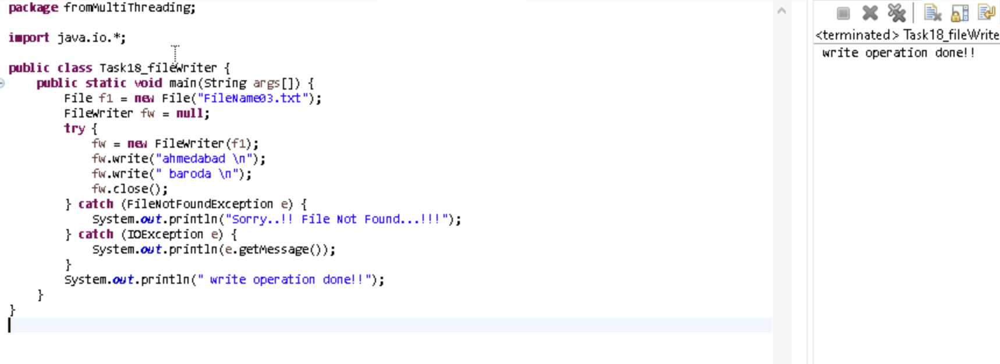 package fromMultiThreading;
import java.io.*;
public class Task18_fileWriter {
public static void main(String args[]) {
File f1 = new File("FileName03.txt");
FileWriter fw = null;
try {
fw = new FileWriter(f1);
fw.write("ahmedabad \n");
fw.write(" baroda \n");
fw.close();
} catch (FileNotFoundException e) {
System.out.println("Sorry..!! File Not Found...!!!");
} catch (IOException e) {
System.out.println(e.getMessage());
}
System.out.println(" write operation done!!");
}
}
<terminated> Task18_fileWrite
write operation done!!